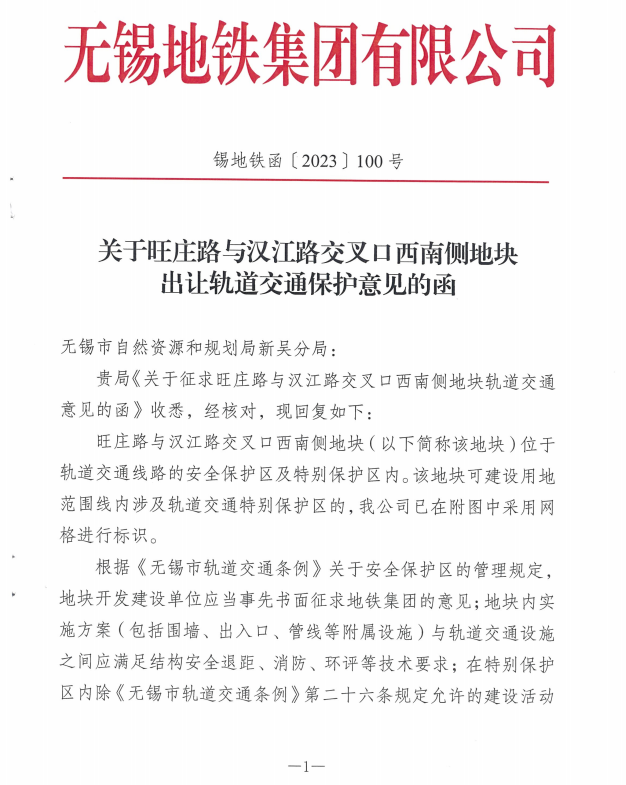 无锡地铁集团有限公司
锡地铁函〔2023〕100号
关于旺庄路与汉江路交叉口西南侧地块
出让轨道交通保护意见的函
无锡市自然资源和规划局新吴分局：
贵局《关于征求旺庄路与汉江路交叉口西南侧地块轨道交通
意见的函》收悉，经核对，现回复如下：
旺庄路与汉江路交叉口西南侧地块（以下简称该地块）位于
轨道交通线路的安全保护区及特别保护区内。该地块可建设用地
范围线内涉及轨道交通特别保护区的，我公司已在附图中采用网
格进行标识。
根据《无锡市轨道交通条例》关于安全保护区的管理规定，
地块开发建设单位应当事先书面征求地铁集团的意见；地块内实
施方案（包括围墙、出入口、管线等附属设施）与轨道交通设施
之间应满足结构安全退距、消防、环评等技术要求；在特别保护
区内除《无锡市轨道交通条例》第二十六条规定允许的建设活动
—1—